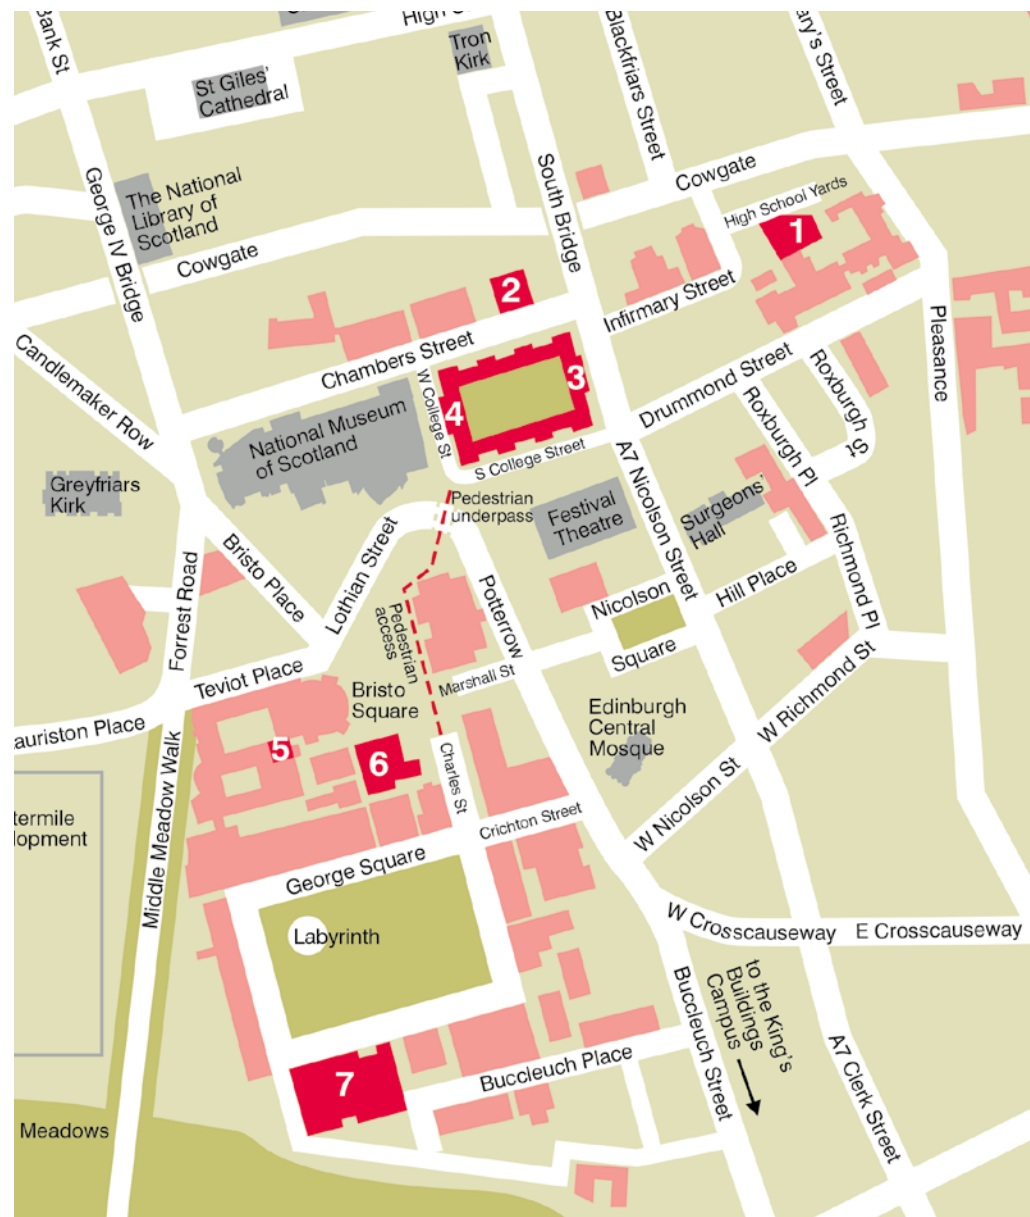 Bank St
High
Tron
Kirk
Blackfriars Street
ary's Street
St Giles'
Cathedral
George IV Bridge
The National
Library of
Scotland
South Bridge
Cowgate
High School Yards
1
Cowgate
2
Infirmary Street
Pleasance
Candlemaker Row
Chambers Street
W College St
3
4
National Museum
of Scotland
Drummond Street
Roxburgh St
Roxburgh Pl
S College Street
A7 Nicolson Street
Greyfriars
Kirk
Pedestrian
underpass
Festival
Theatre
Surgeons'
Hall
Forrest Road
Bristo Place
Lothian Street
Pedestrian
access
Potterrow
Nicolson
Square
Hill Place
Richmond Pl
Teviot Place
Marshall St
Bristo
Square
auriston Place
Edinburgh
Central
Mosque
W Richmond St
5
6
Charles St
Middle Meadow Walk
termile
lopment
Crichton Street
W Nicolson St
George Square
Labyrinth
W Crosscauseway
E Crosscauseway
Buccleuch Street
to the King's
Buildings
Campus
A7 Clerk Street
7
Buccleuch Place
Meadows